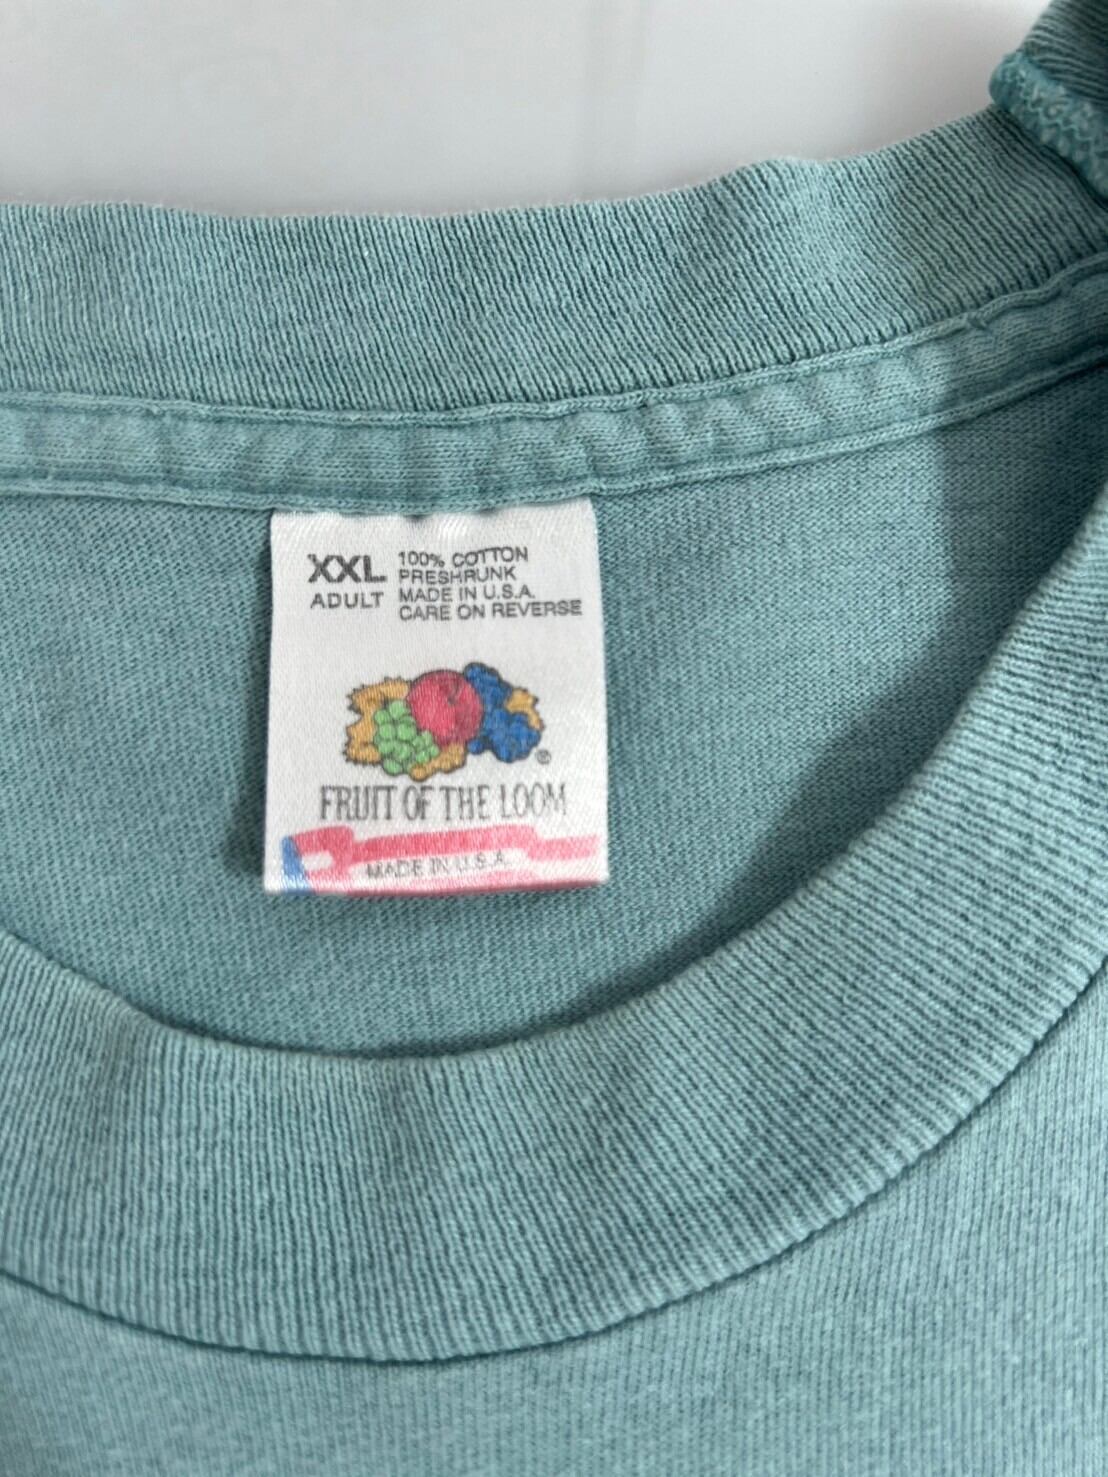 XXL 100% COTTON
PRESHRUNK
ADULT MADE IN U.S.A.
CARE ON REVERSE
®
FRUIT OF THE LOOM
MADE IN U.S.A.